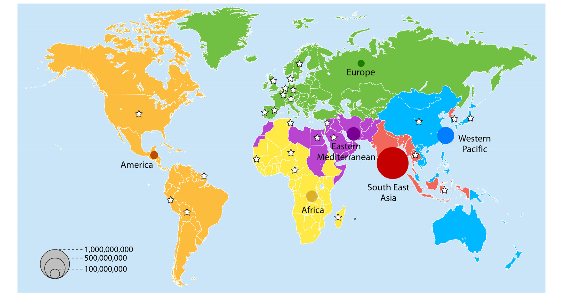 Europe
America
Eastern
Mediterranean
Western
Pacific
South East
Asia
Africa
1,000,000,000
500,000,000
100,000,000